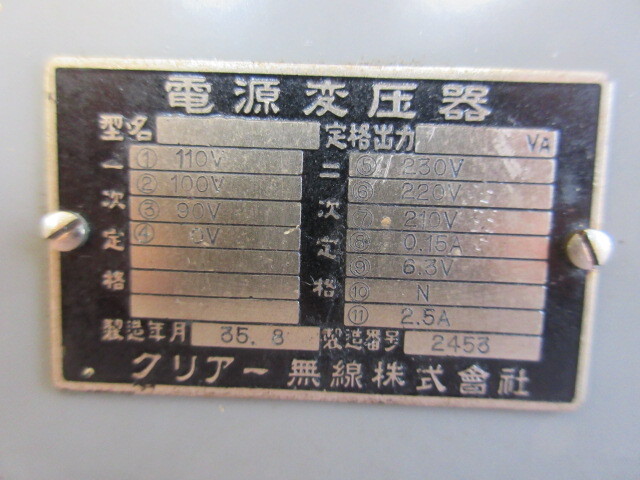 電源変圧器
型名 定格出力 VA
一次定格
① 110V
② 100V
③ 90V
④ 0V
二次定格
⑤ 230V
⑥ 220V
⑦ 210V
⑧ 0.15A
⑨ 6.3V
⑩ N
⑪ 2.5A
製造年月 35.8 製造番号 2453
クリアー無線株式會社